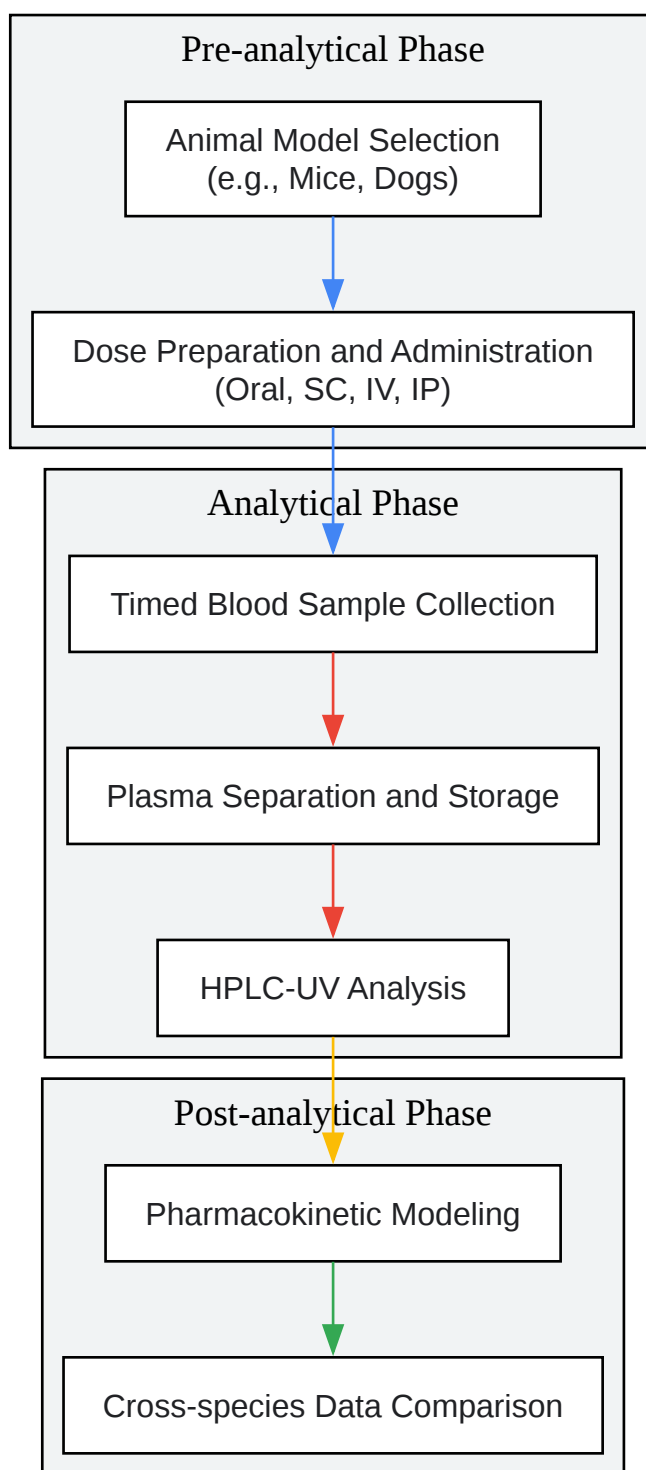 Pre-analytical Phase
Animal Model Selection
(e.g., Mice, Dogs)
Dose Preparation and Administration
(Oral, SC, IV, IP)
Analytical Phase
Timed Blood Sample Collection
Plasma Separation and Storage
HPLC-UV Analysis
Post-analytical Phase
Pharmacokinetic Modeling
Cross-species Data Comparison